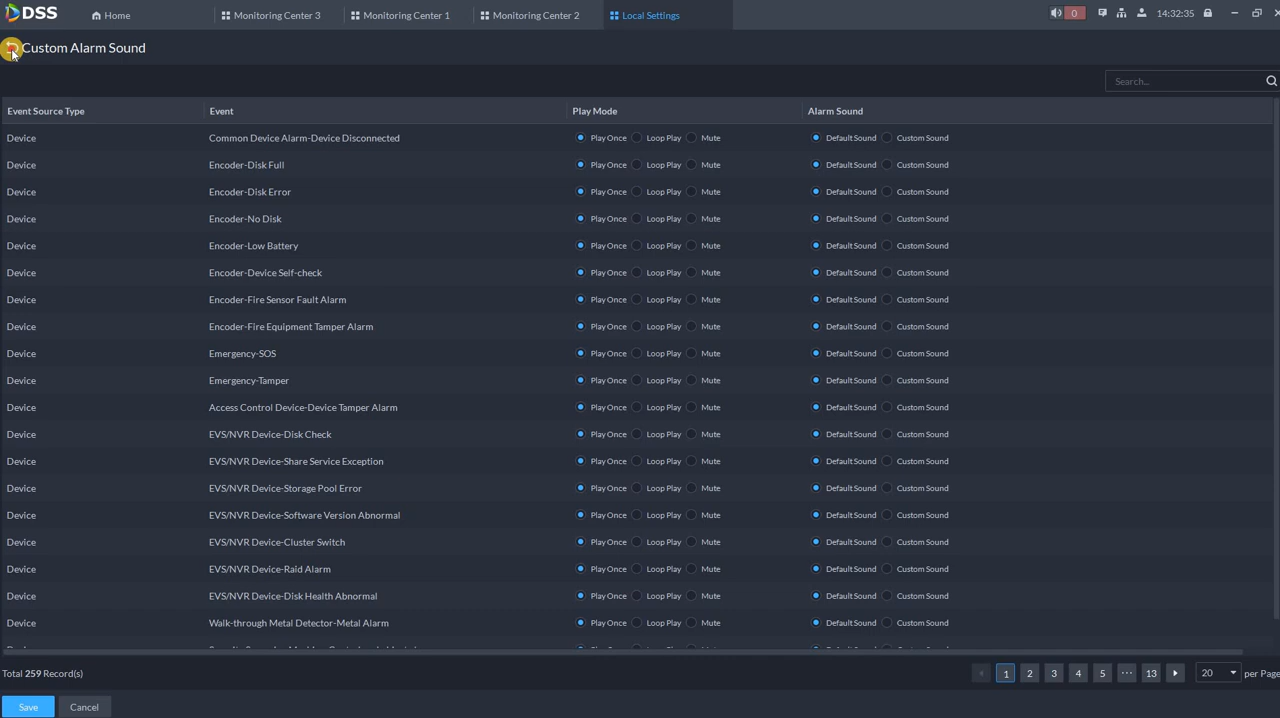 DSS Home Monitoring Center 3 Monitoring Center 1 Monitoring Center 2 Local Settings 0 14:32:35
Custom Alarm Sound
Search...
Event Source Type Event Play Mode Alarm Sound
Device Common Device Alarm-Device Disconnected Play Once Loop Play Mute Default Sound Custom Sound
Device Encoder-Disk Full Play Once Loop Play Mute Default Sound Custom Sound
Device Encoder-Disk Error Play Once Loop Play Mute Default Sound Custom Sound
Device Encoder-No Disk Play Once Loop Play Mute Default Sound Custom Sound
Device Encoder-Low Battery Play Once Loop Play Mute Default Sound Custom Sound
Device Encoder-Device Self-check Play Once Loop Play Mute Default Sound Custom Sound
Device Encoder-Fire Sensor Fault Alarm Play Once Loop Play Mute Default Sound Custom Sound
Device Encoder-Fire Equipment Tamper Alarm Play Once Loop Play Mute Default Sound Custom Sound
Device Emergency-SOS Play Once Loop Play Mute Default Sound Custom Sound
Device Emergency-Tamper Play Once Loop Play Mute Default Sound Custom Sound
Device Access Control Device-Device Tamper Alarm Play Once Loop Play Mute Default Sound Custom Sound
Device EVS/NVR Device-Disk Check Play Once Loop Play Mute Default Sound Custom Sound
Device EVS/NVR Device-Share Service Exception Play Once Loop Play Mute Default Sound Custom Sound
Device EVS/NVR Device-Storage Pool Error Play Once Loop Play Mute Default Sound Custom Sound
Device EVS/NVR Device-Software Version Abnormal Play Once Loop Play Mute Default Sound Custom Sound
Device EVS/NVR Device-Cluster Switch Play Once Loop Play Mute Default Sound Custom Sound
Device EVS/NVR Device-Raid Alarm Play Once Loop Play Mute Default Sound Custom Sound
Device EVS/NVR Device-Disk Health Abnormal Play Once Loop Play Mute Default Sound Custom Sound
Device Walk-through Metal Detector-Metal Alarm Play Once Loop Play Mute Default Sound Custom Sound
Total 259 Record(s) 1 2 3 4 5 ... 13 20 per Page
Save Cancel